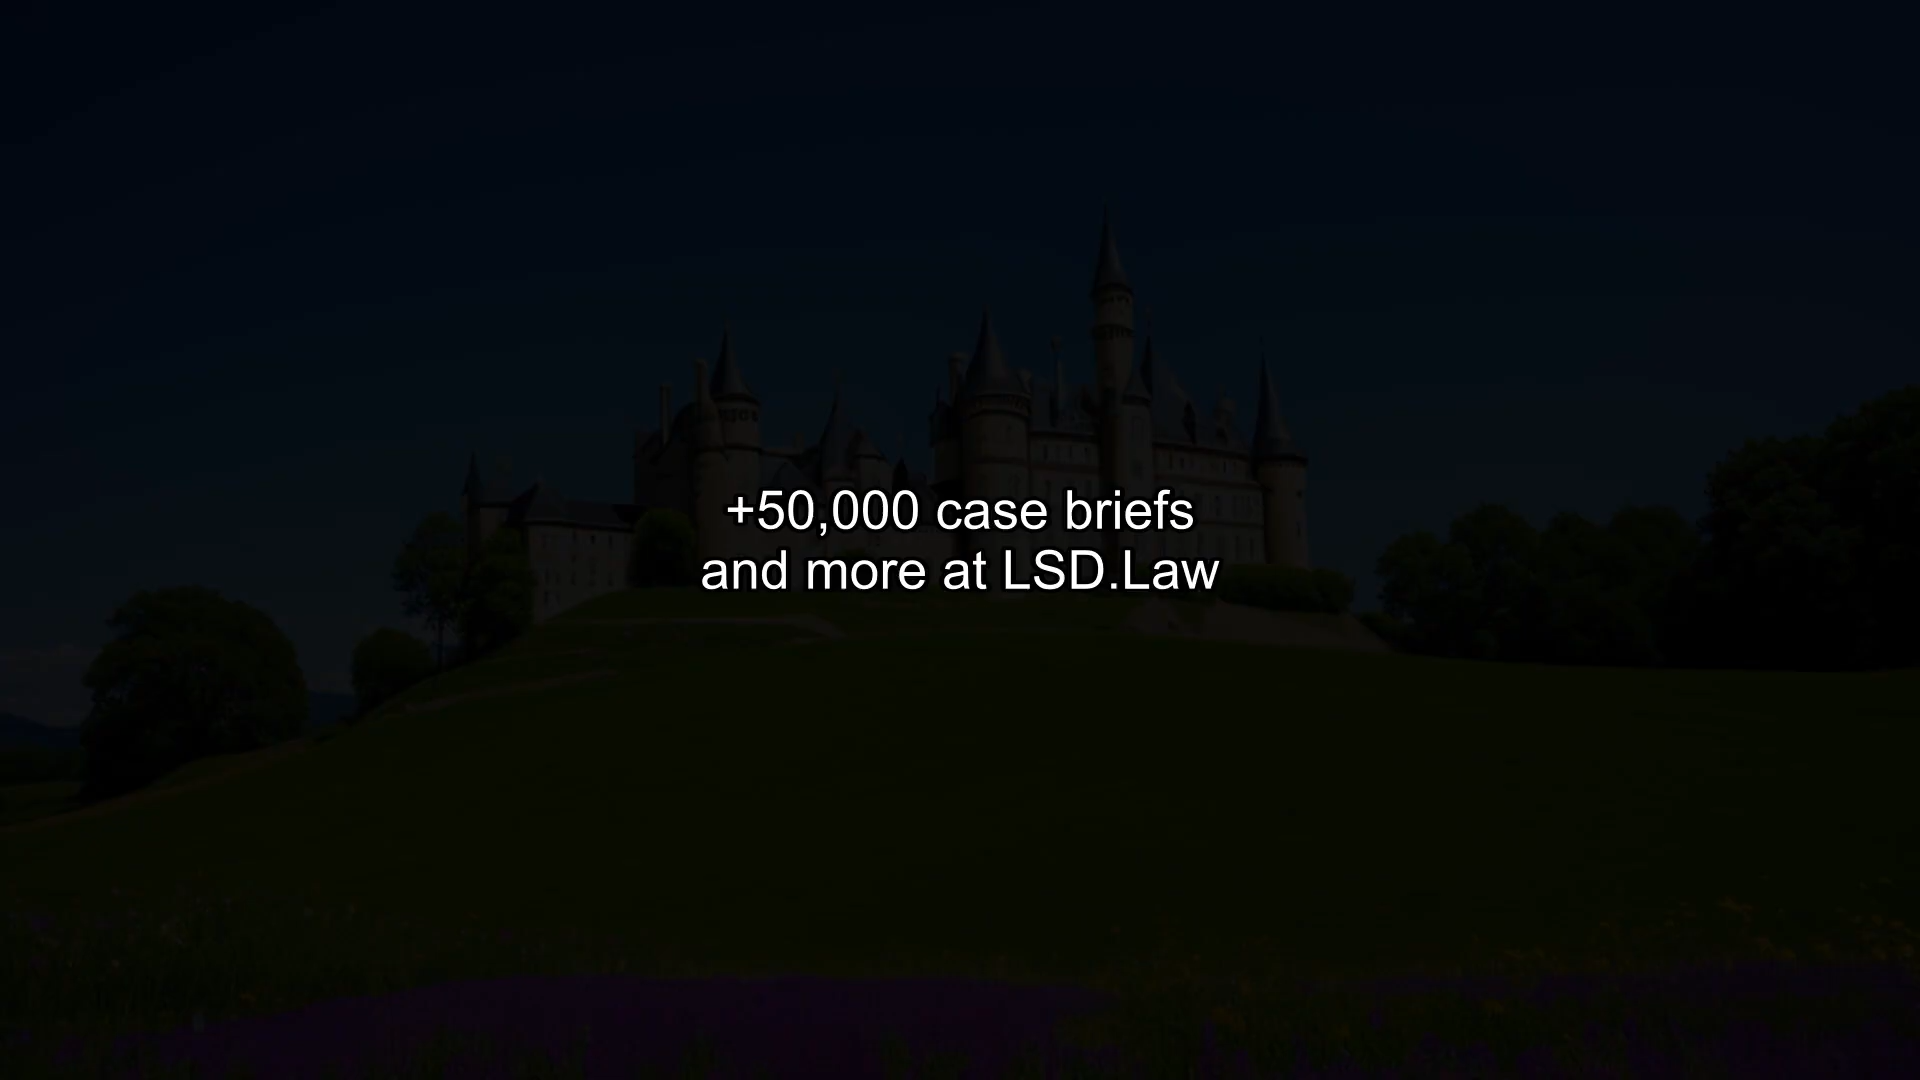 +50,000 case briefs
and more at LSD.Law